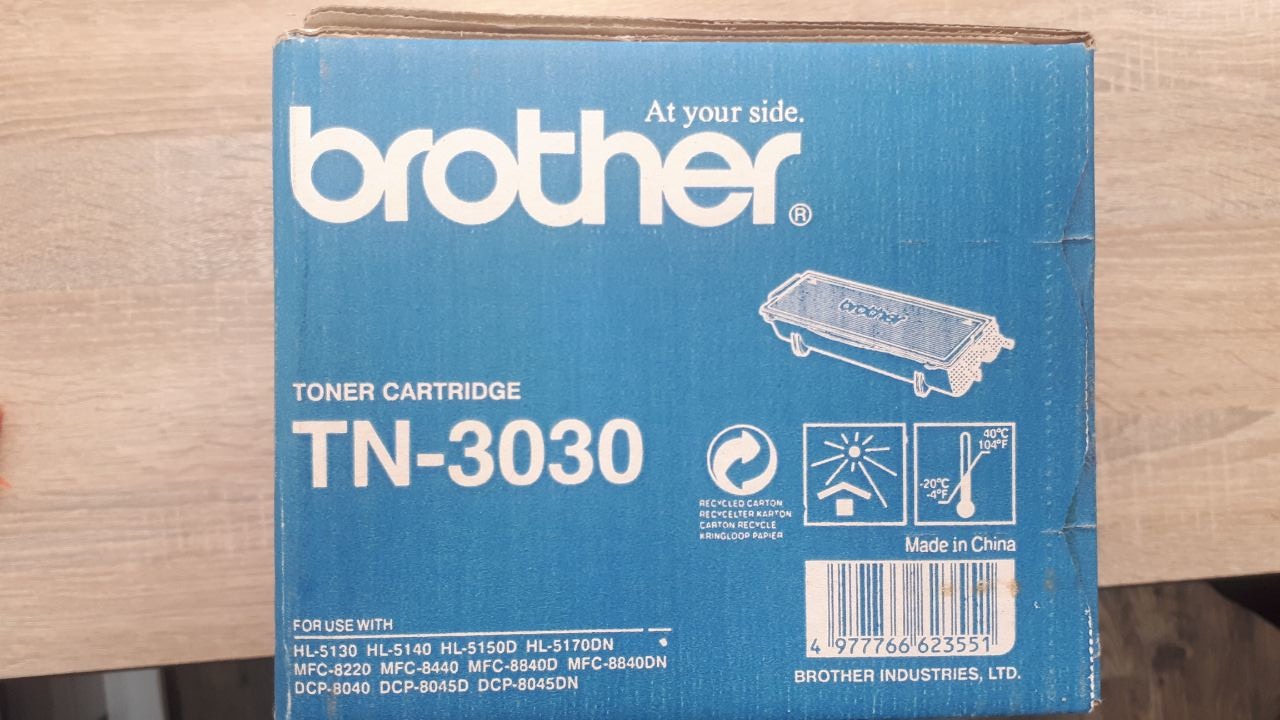 At your side.
brother®
brother
TONER CARTRIDGE
TN-3030
40°C
104°F
-20°C
-4°F
RECYCLED CARTON
RECYCELTER KARTON
CARTON RECYCLE
KRINGLOOP PAPIER
Made in China
4 977766 623551
BROTHER INDUSTRIES, LTD.
FOR USE WITH
HL-5130 HL-5140 HL-5150D HL-5170DN
MFC-8220 MFC-8440 MFC-8840D MFC-8840DN
DCP-8040 DCP-8045D DCP-8045DN